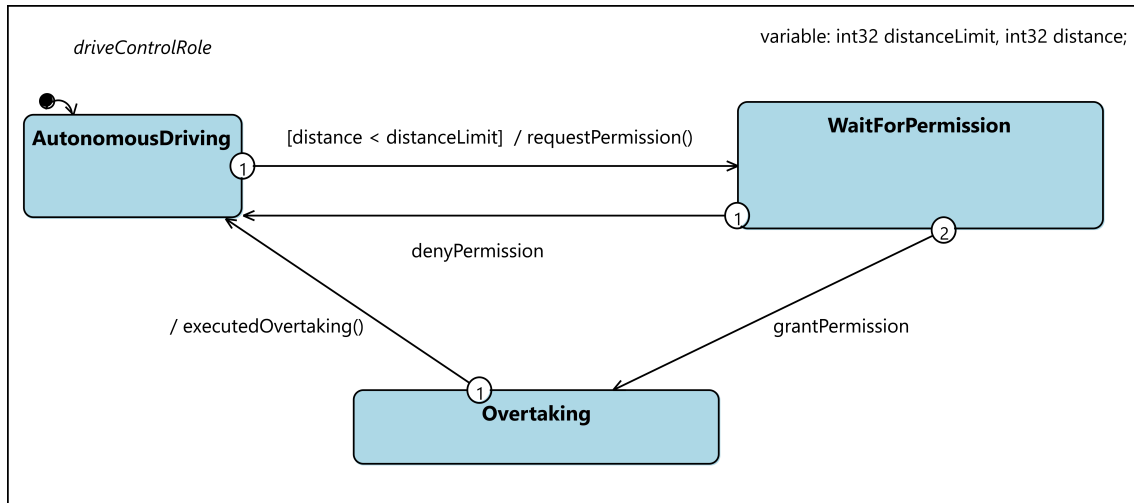 driveControlRole
variable: int32 distanceLimit, int32 distance;
AutonomousDriving
WaitForPermission
[distance < distanceLimit] / requestPermission()
1
1
denyPermission
2
/ executedOvertaking()
grantPermission
1
Overtaking